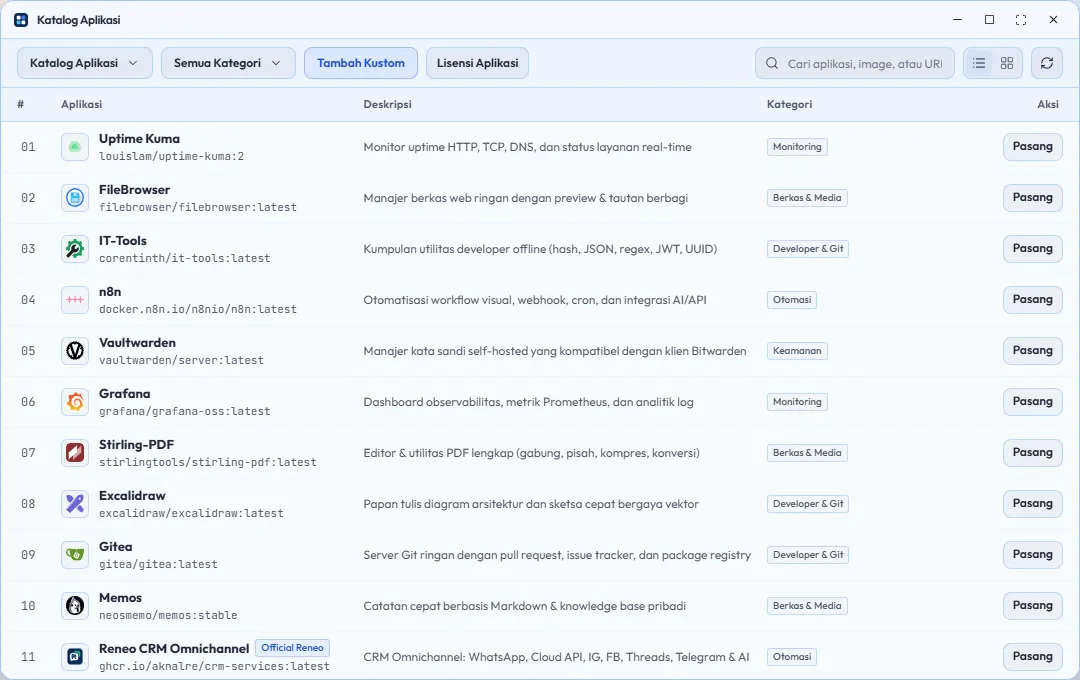 Katalog Aplikasi
Katalog Aplikasi
Semua Kategori
Tambah Kustom
Lisensi Aplikasi
Cari aplikasi, image, atau URL
# Aplikasi Deskripsi Kategori Aksi
01 Uptime Kuma
louislam/uptime-kuma:2
Monitor uptime HTTP, TCP, DNS, dan status layanan real-time
Monitoring
Pasang
02 FileBrowser
filebrowser/filebrowser:latest
Manajer berkas web ringan dengan preview & tautan berbagi
Berkas & Media
Pasang
03 IT-Tools
corentinth/it-tools:latest
Kumpulan utilitas developer offline (hash, JSON, regex, JWT, UUID)
Developer & Git
Pasang
04 n8n
docker.n8n.io/n8nio/n8n:latest
Otomatisasi workflow visual, webhook, cron, dan integrasi AI/API
Otomasi
Pasang
05 Vaultwarden
vaultwarden/server:latest
Manajer kata sandi self-hosted yang kompatibel dengan klien Bitwarden
Keamanan
Pasang
06 Grafana
grafana/grafana-oss:latest
Dashboard observabilitas, metrik Prometheus, dan analitik log
Monitoring
Pasang
07 Stirling-PDF
stirlingtools/stirling-pdf:latest
Editor & utilitas PDF lengkap (gabung, pisah, kompres, konversi)
Berkas & Media
Pasang
08 Excalidraw
excalidraw/excalidraw:latest
Papan tulis diagram arsitektur dan sketsa cepat bergaya vektor
Developer & Git
Pasang
09 Gitea
gitea/gitea:latest
Server Git ringan dengan pull request, issue tracker, dan package registry
Developer & Git
Pasang
10 Memos
neosmemo/memos:stable
Catatan cepat berbasis Markdown & knowledge base pribadi
Berkas & Media
Pasang
11 Reneo CRM Omnichannel Official Reneo
ghcr.io/aknalre/crm-services:latest
CRM Omnichannel: WhatsApp, Cloud API, IG, FB, Threads, Telegram & AI
Otomasi
Pasang